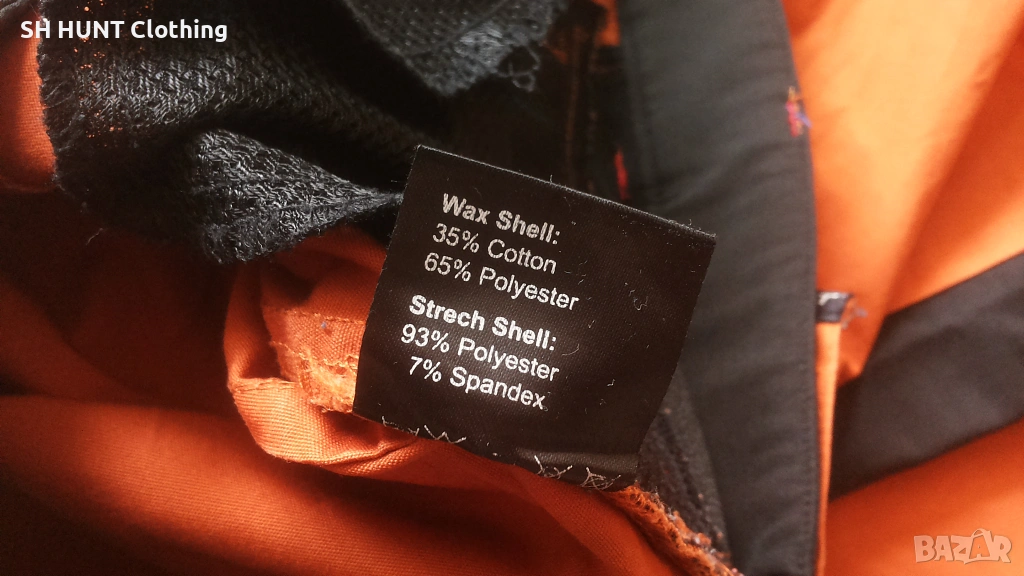 SH HUNT Clothing
Wax Shell:
35% Cotton
65% Polyester
Strech Shell:
93% Polyester
7% Spandex
BAZAR